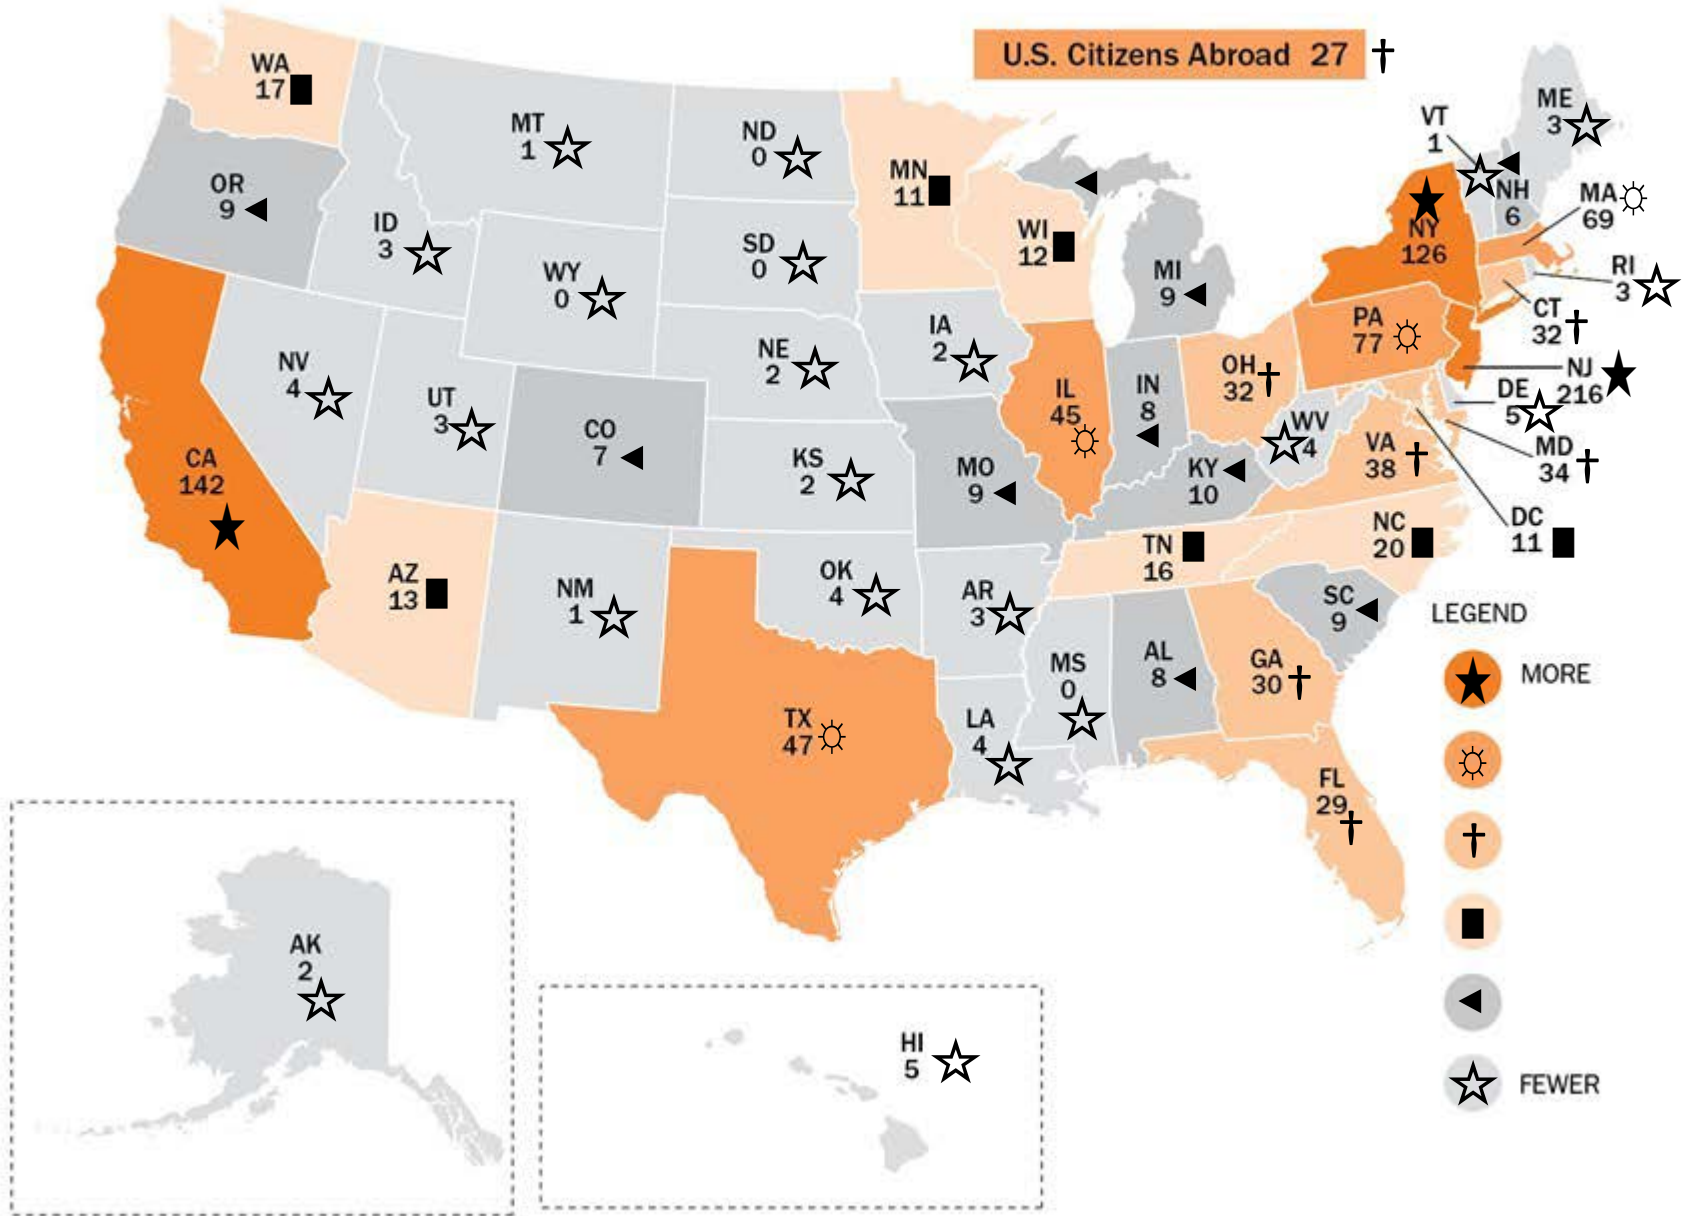 U.S. Citizens Abroad 27
WA
17
MT
1
ND
0
MN
11
VT
1
ME
3
OR
9
ID
3
WY
0
SD
0
WI
12
MI
9
NY
126
NH
6
MA
69
RI
3
CT
32
NV
4
UT
3
CO
7
NE
2
IA
2
IL
45
IN
8
OH
32
PA
77
NJ
216
DE
5
MD
34
DC
11
CA
142
KS
2
MO
9
KY
10
WV
4
VA
38
AZ
13
NM
1
OK
4
AR
3
TN
16
NC
20
SC
9
TX
47
LA
4
MS
0
AL
8
GA
30
FL
29
AK
2
HI
5
LEGEND
MORE
FEWER